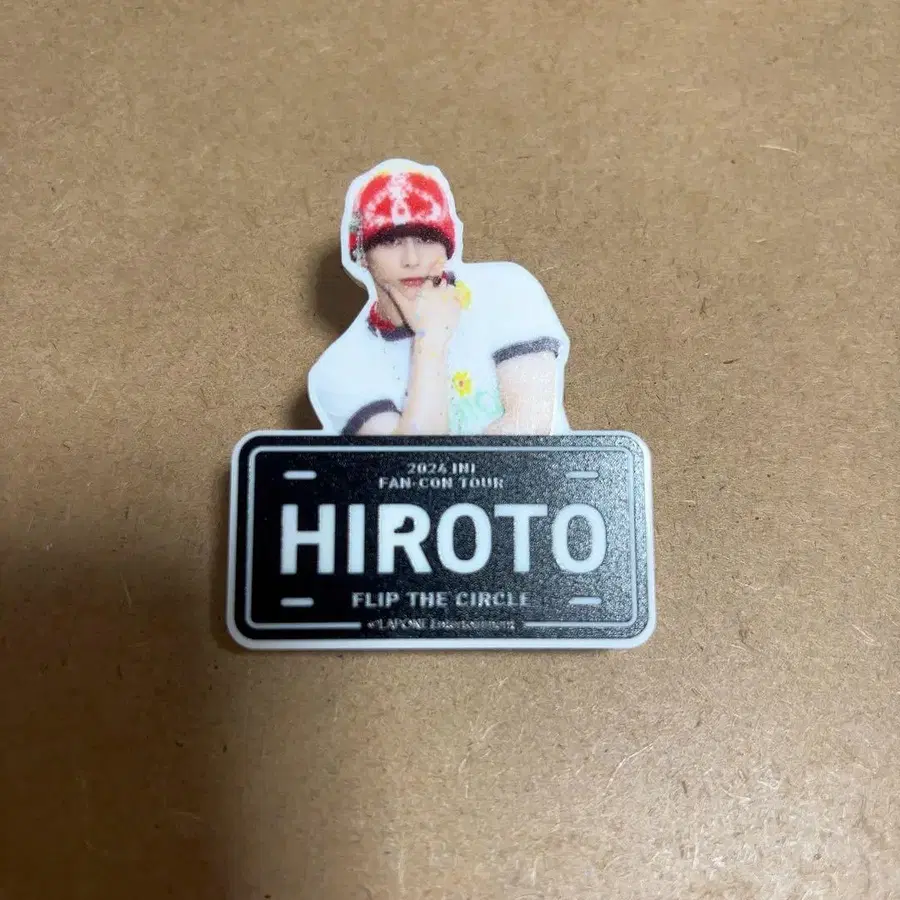 2024 INI
FAN-CON TOUR
HIROTO
FLIP THE CIRCLE
©LAPONE Entertainment